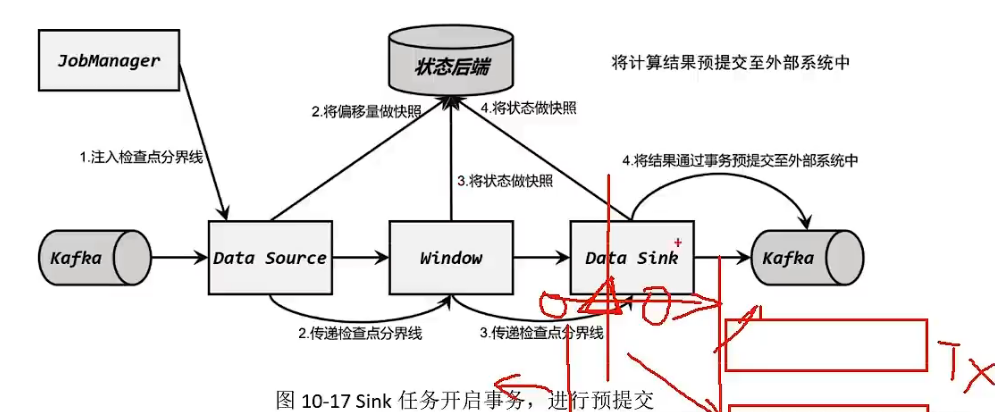 JobManager
状态后端
将计算结果预提交至外部系统中
2.将偏移量做快照
4.将状态做快照
1.注入检查点分界线
3.将状态做快照
4.将结果通过事务预提交至外部系统中
Kafka
Data Source
Window
Data Sink
Kafka
2.传递检查点分界线
3.传递检查点分界线
TX
图 10-17 Sink 任务开启事务，进行预提交